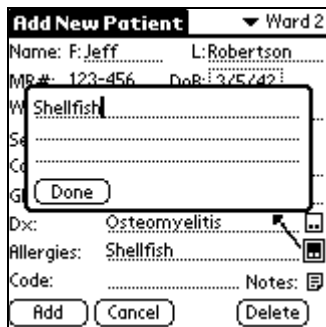 Add New Patient Ward 2
Name: F: Jeff L: Robertson
MR#: 123-456 DoB: 3/5/42
Shellfish
Done
Dx: Osteomyelitis
Allergies: Shellfish
Code: Notes:
Add Cancel Delete